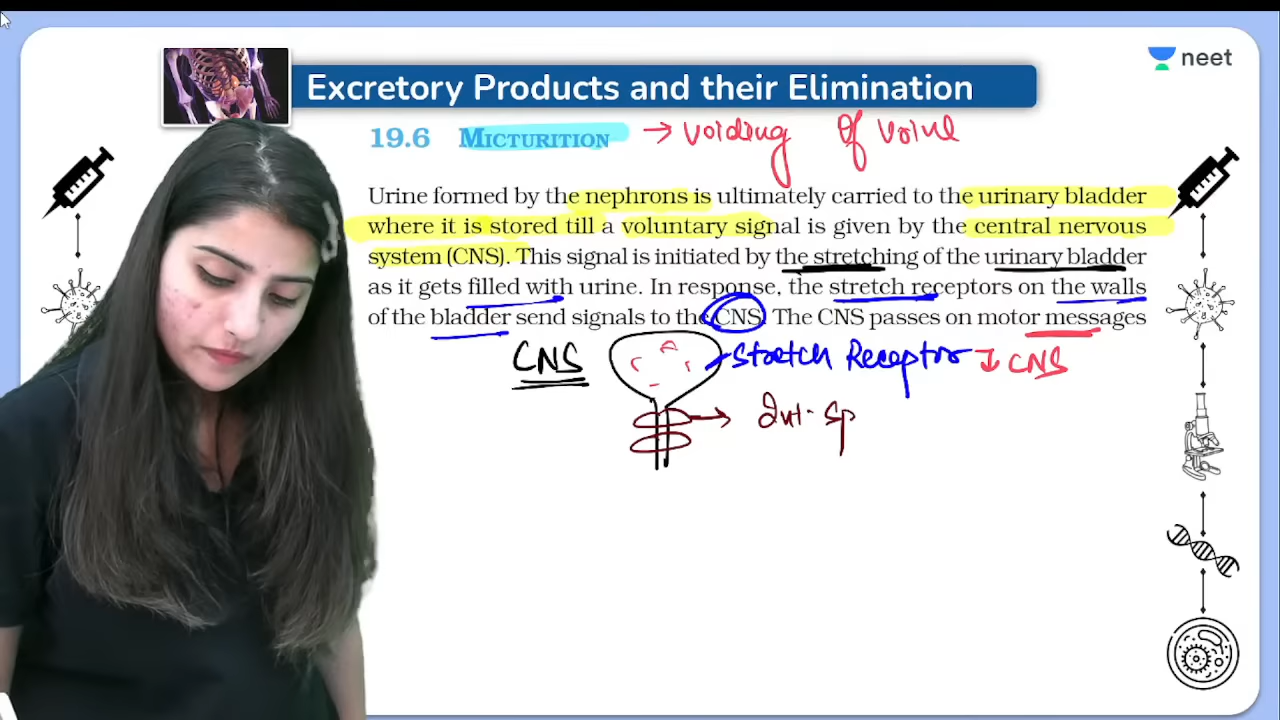 neet
Excretory Products and their Elimination
19.6 MICTURITION → Voiding of Urine
Urine formed by the nephrons is ultimately carried to the urinary bladder
where it is stored till a voluntary signal is given by the central nervous
system (CNS). This signal is initiated by the stretching of the urinary bladder
as it gets filled with urine. In response, the stretch receptors on the walls
of the bladder send signals to the CNS. The CNS passes on motor messages
CNS Stretch Receptor ↓ CNS
Int. Sp